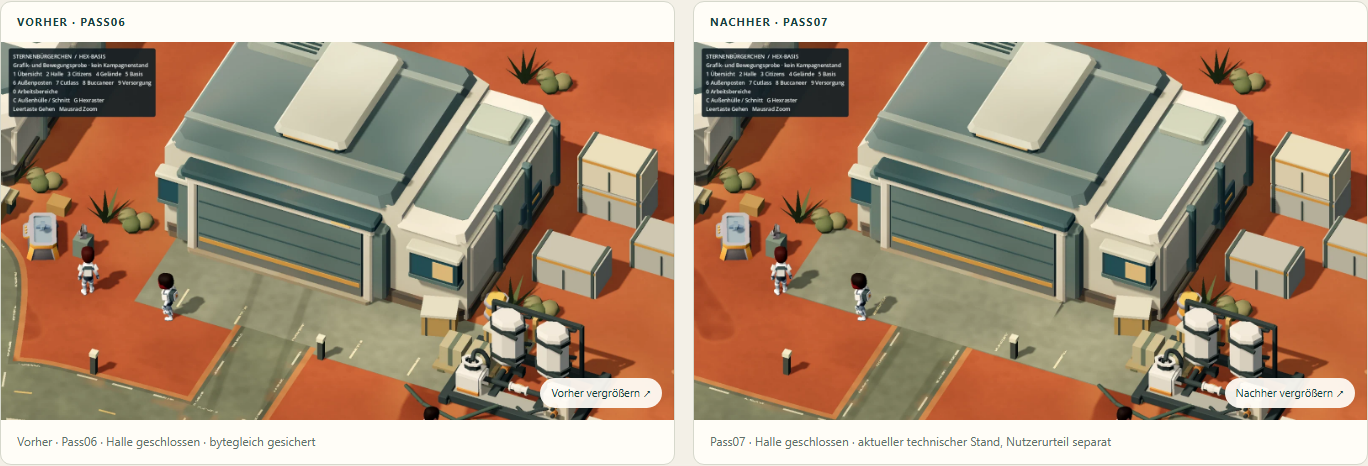 VORHER · PASS06
STERNENBÜRGERCHEN / HEX-BASIS
Grafik- und Bewegungsprobe · kein Kampagnenstand
1 Übersicht 2 Halle 3 Citizens 4 Gelände 5 Basis
6 Außenposten 7 Cutlass 8 Buccaneer 9 Versorgung
0 Arbeitsbereiche
C Außenhülle / Schnitt G Hexraster
Leertaste Gehen Mausrad Zoom
Vorher vergrößern ↗
Vorher · Pass06 · Halle geschlossen · bytegleich gesichert
NACHHER · PASS07
STERNENBÜRGERCHEN / HEX-BASIS
Grafik- und Bewegungsprobe · kein Kampagnenstand
1 Übersicht 2 Halle 3 Citizens 4 Gelände 5 Basis
6 Außenposten 7 Cutlass 8 Buccaneer 9 Versorgung
0 Arbeitsbereiche
C Außenhülle / Schnitt G Hexraster
Leertaste Gehen Mausrad Zoom
Nachher vergrößern ↗
Pass07 · Halle geschlossen · aktueller technischer Stand, Nutzerurteil separat